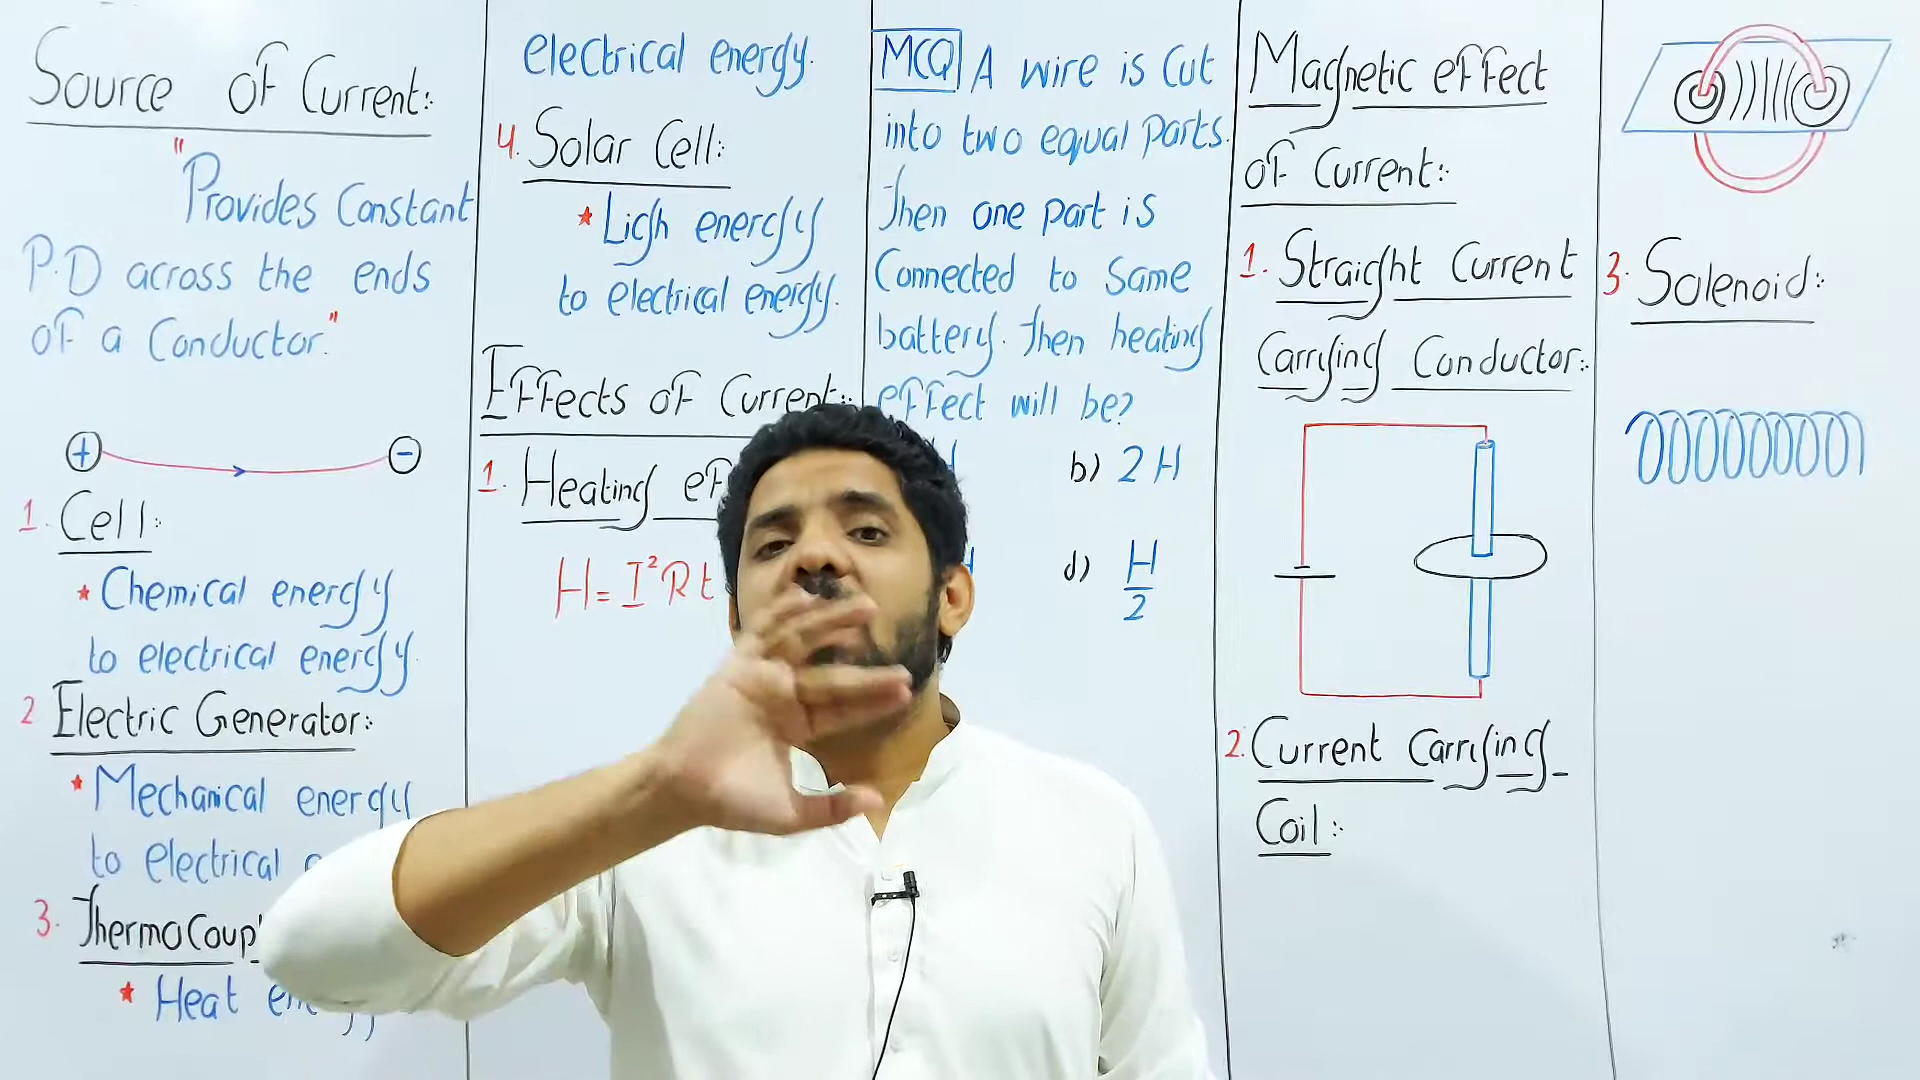 Source of Current:
"Provides Constant
P.D across the ends
of a Conductor."
+ −
1. Cell:
* Chemical energy
to electrical energy.
2 Electric Generator:
* Mechanical energy
to electrical
3.
* Heat
electrical energy.
4. Solar Cell:
* Ligh energy
to electrical energy.
Effects of Current:
1. Heating
H = I²Rt
MCQ A wire is Cut
into two equal Parts.
Then one part is
Connected to Same
battery. Then heating
effect will be?
b) 2H
d) H/2
Magnetic effect
of Current:
1. Straight Current
Carrying Conductor:
2. Current Carrying
Coil:
3. Solenoid: